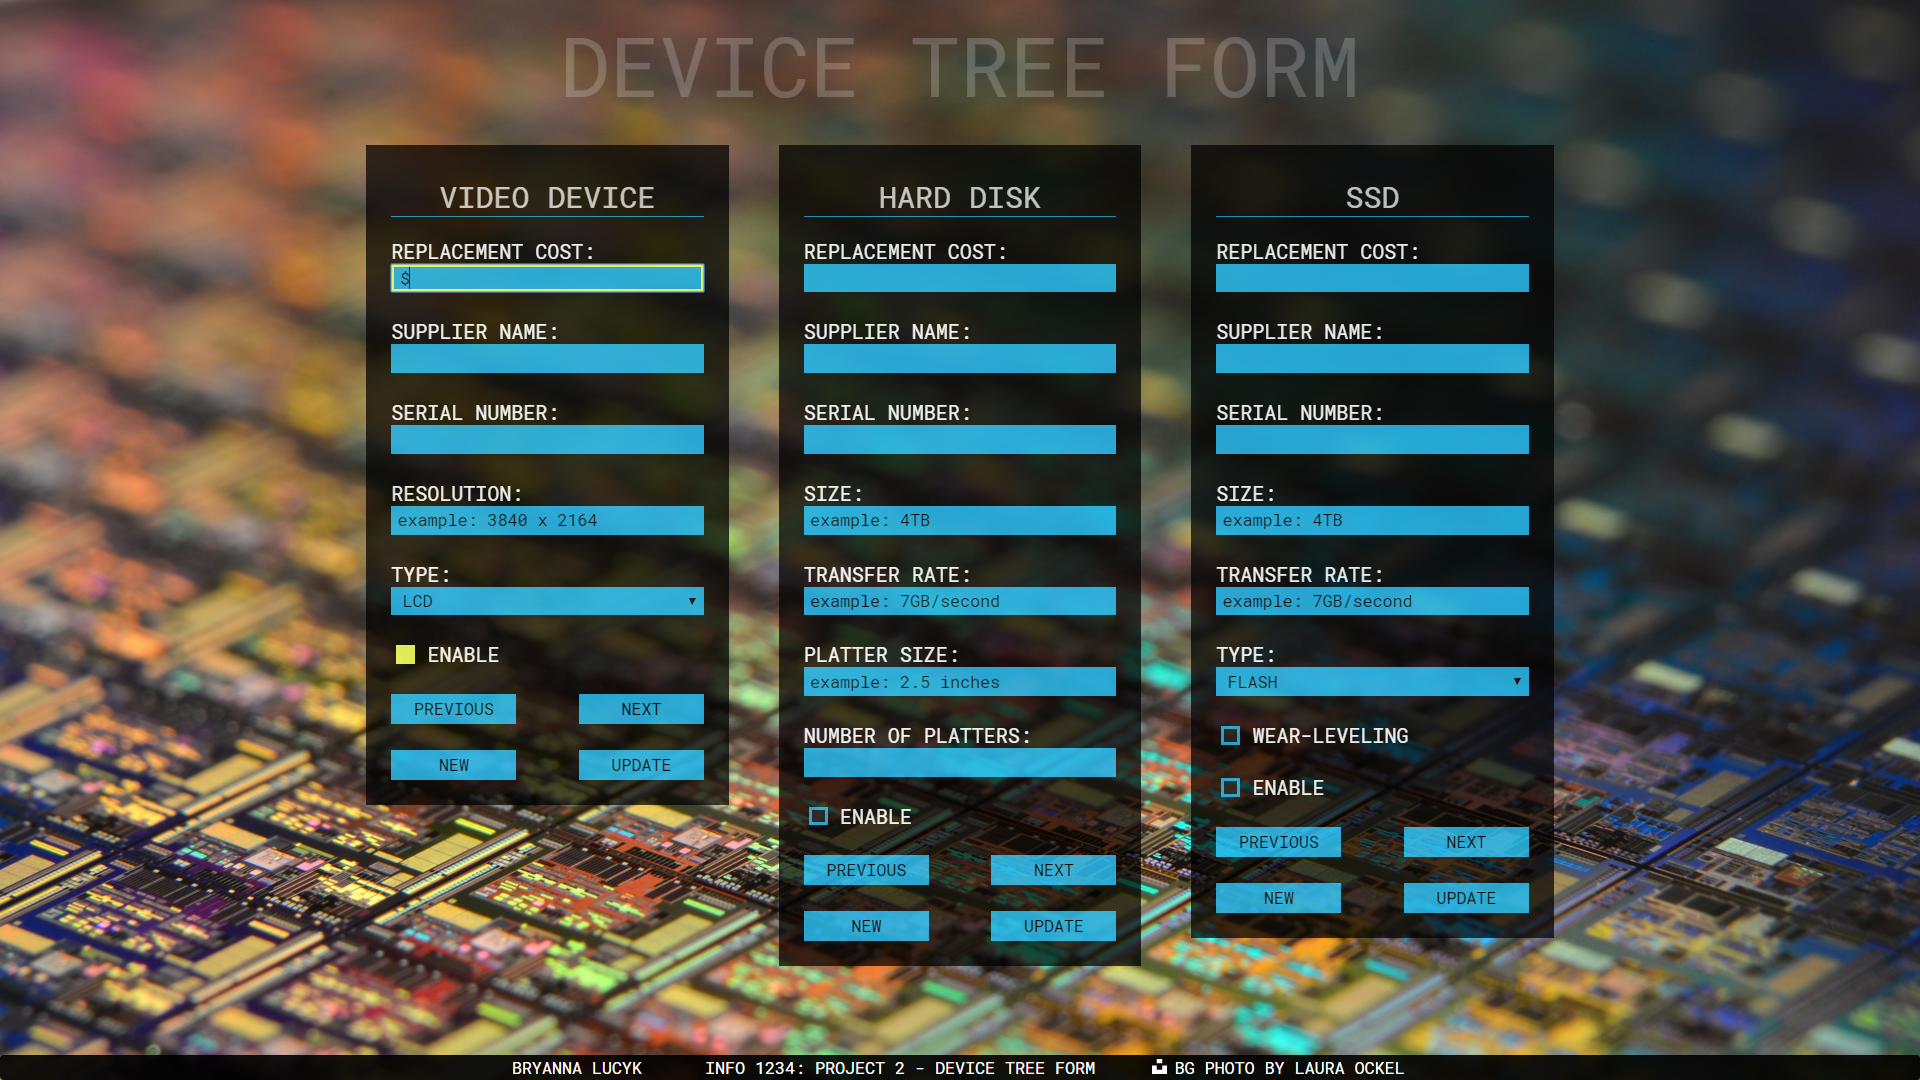 DEVICE TREE FORM
VIDEO DEVICE
REPLACEMENT COST:
$
SUPPLIER NAME:
SERIAL NUMBER:
RESOLUTION:
example: 3840 x 2164
TYPE:
LCD
ENABLE
PREVIOUS NEXT
NEW UPDATE
HARD DISK
REPLACEMENT COST:
SUPPLIER NAME:
SERIAL NUMBER:
SIZE:
example: 4TB
TRANSFER RATE:
example: 7GB/second
PLATTER SIZE:
example: 2.5 inches
NUMBER OF PLATTERS:
ENABLE
PREVIOUS NEXT
NEW UPDATE
SSD
REPLACEMENT COST:
SUPPLIER NAME:
SERIAL NUMBER:
SIZE:
example: 4TB
TRANSFER RATE:
example: 7GB/second
TYPE:
FLASH
WEAR-LEVELING
ENABLE
PREVIOUS NEXT
NEW UPDATE
BRYANNA LUCYK INFO 1234: PROJECT 2 - DEVICE TREE FORM BG PHOTO BY LAURA OCKEL